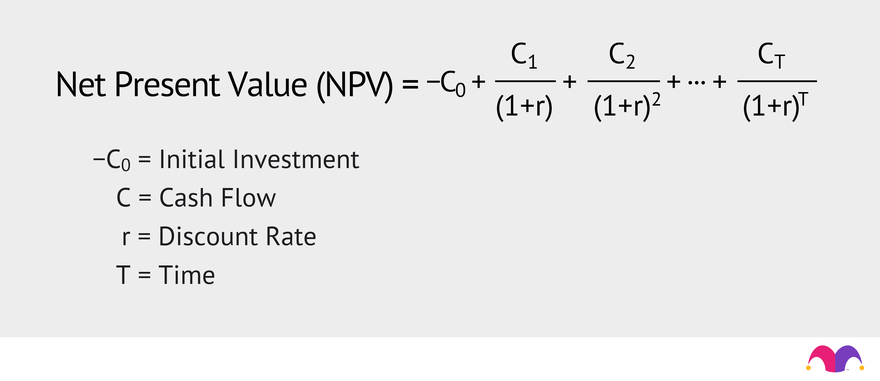 Net Present Value (NPV) = −C₀ + C₁/(1+r) + C₂/(1+r)² + ··· + C_T/(1+r)^T
−C₀ = Initial Investment
C = Cash Flow
r = Discount Rate
T = Time